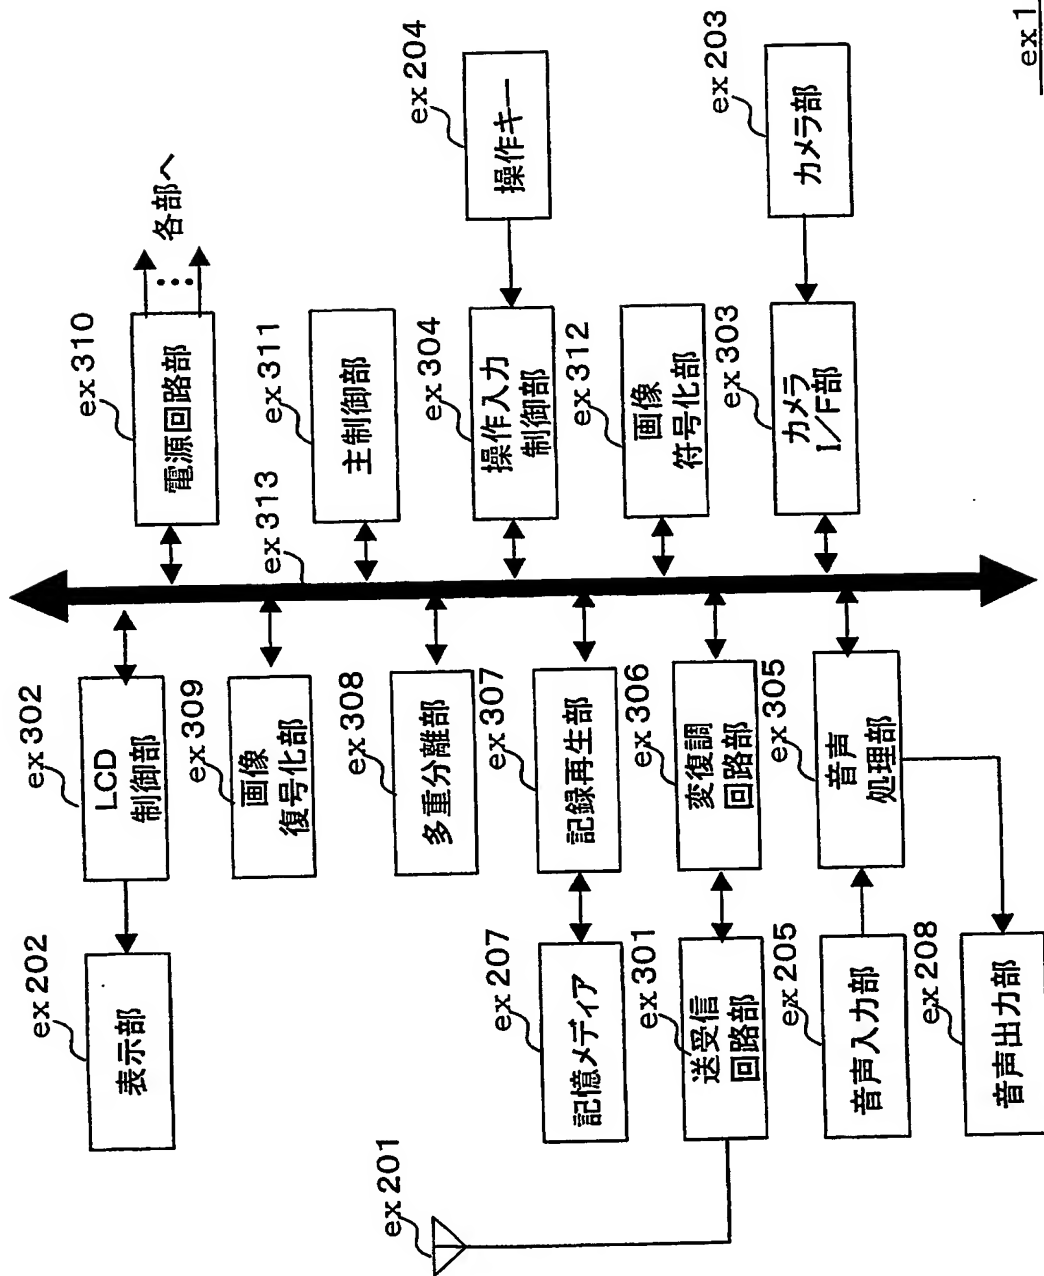 ex 202
表示部
ex 302
LCD
制御部
ex 310
電源回路部
各部へ
ex 309
画像
復号化部
ex 313
ex 311
主制御部
ex 201
ex 308
多重分離部
ex 304
操作入力
制御部
ex 204
操作キー
ex 207
記憶メディア
ex 307
記録再生部
ex 312
画像
符号化部
ex 301
送受信
回路部
ex 306
変復調
回路部
ex 303
カメラ
I/F部
ex 203
カメラ部
ex 205
音声入力部
ex 305
音声
処理部
ex 208
音声出力部
ex 1